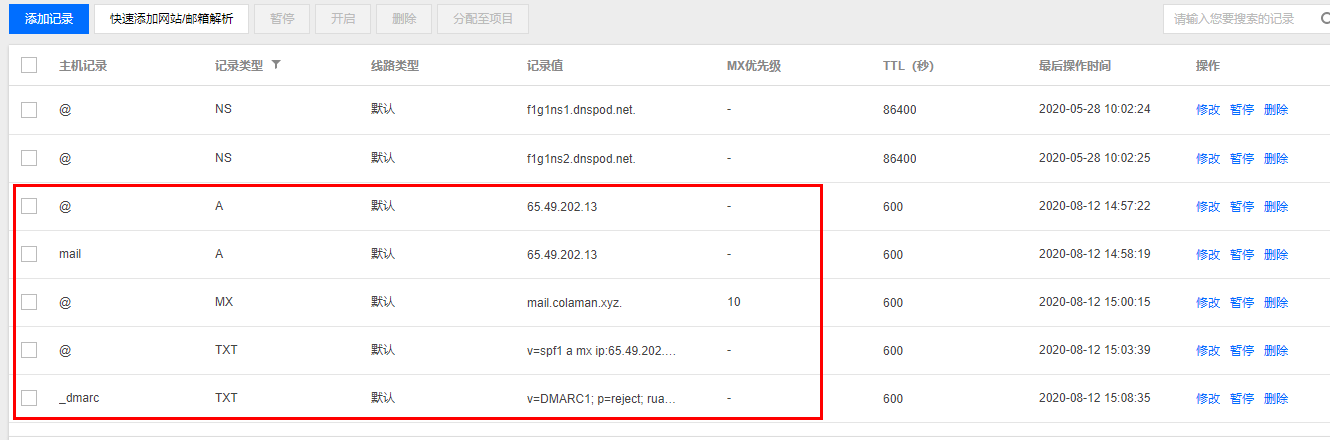 添加记录 快速添加网站/邮箱解析 暂停 开启 删除 分配至项目 请输入您要搜索的记录
主机记录 记录类型 线路类型 记录值 MX优先级 TTL（秒） 最后操作时间 操作
@ NS 默认 f1g1ns1.dnspod.net. - 86400 2020-05-28 10:02:24 修改 暂停 删除
@ NS 默认 f1g1ns2.dnspod.net. - 86400 2020-05-28 10:02:25 修改 暂停 删除
@ A 默认 65.49.202.13 - 600 2020-08-12 14:57:22 修改 暂停 删除
mail A 默认 65.49.202.13 - 600 2020-08-12 14:58:19 修改 暂停 删除
@ MX 默认 mail.colaman.xyz. 10 600 2020-08-12 15:00:15 修改 暂停 删除
@ TXT 默认 v=spf1 a mx ip:65.49.202.… - 600 2020-08-12 15:03:39 修改 暂停 删除
_dmarc TXT 默认 v=DMARC1; p=reject; rua… - 600 2020-08-12 15:08:35 修改 暂停 删除